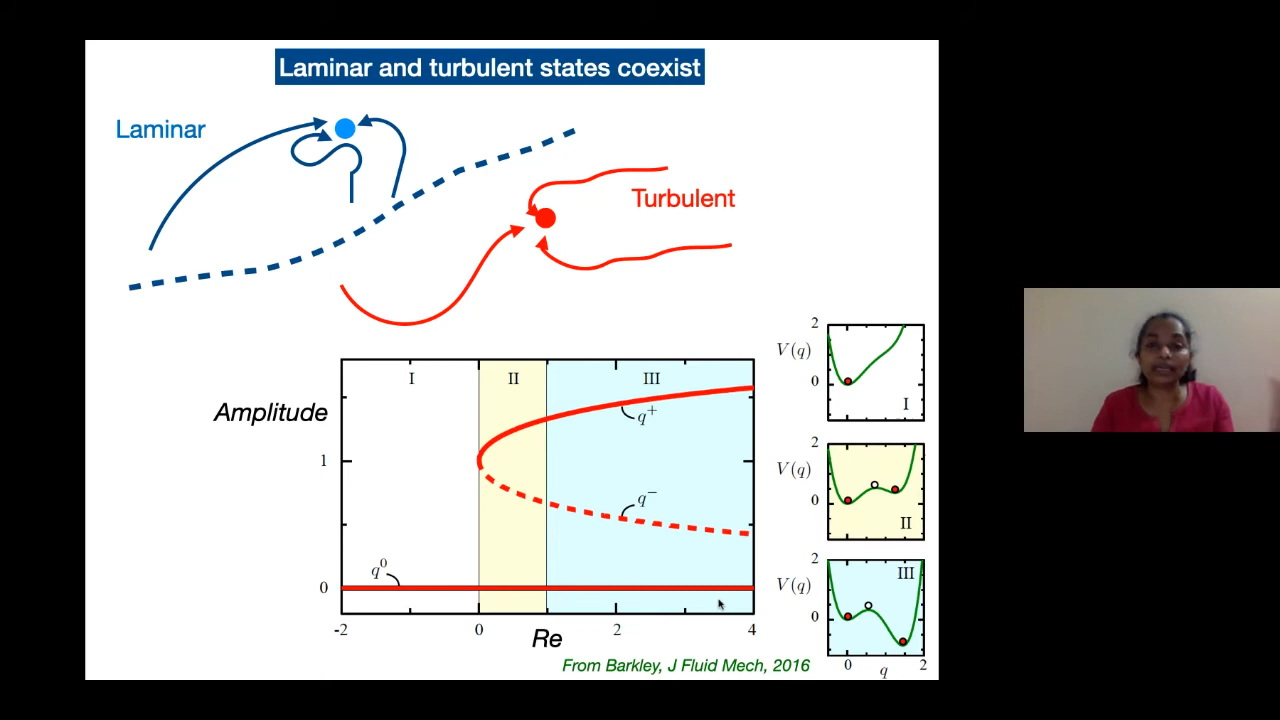 Laminar and turbulent states coexist
Laminar
Turbulent
Amplitude
I
II
III
q⁺
q⁻
q⁰
1
0
-2
0
2
4
Re
From Barkley, J Fluid Mech, 2016
2
V(q)
0
I
2
V(q)
0
II
2
III
V(q)
0
0
q
2